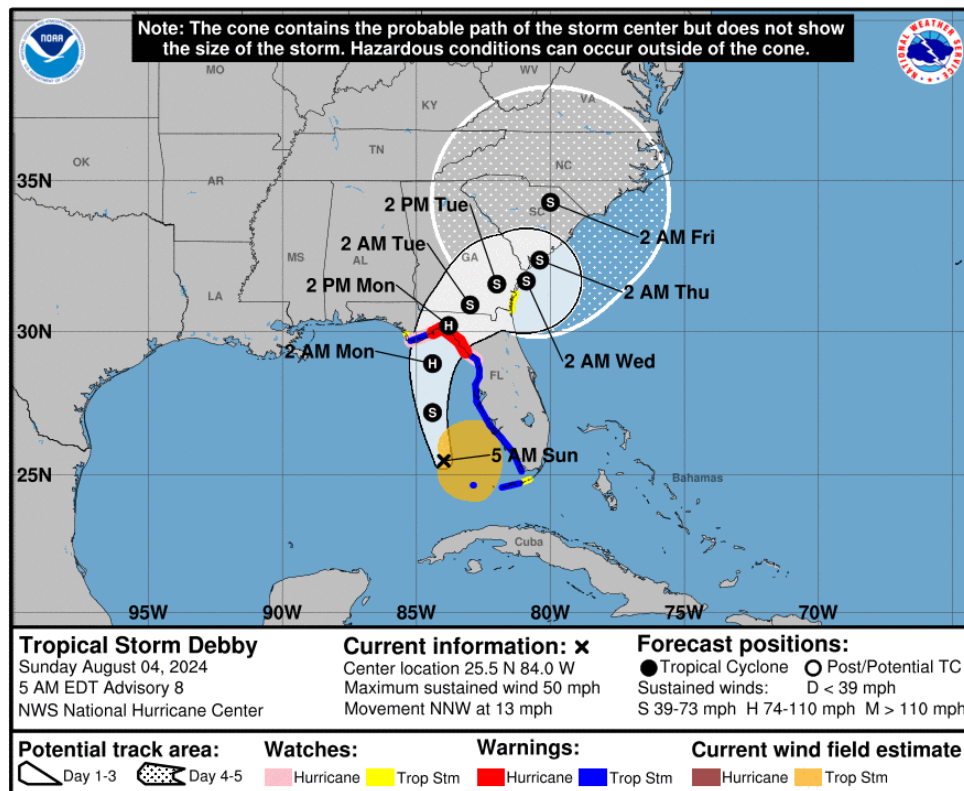 Note: The cone contains the probable path of the storm center but does not show
the size of the storm. Hazardous conditions can occur outside of the cone.
NOAA
NATIONAL WEATHER SERVICE
MO
WV
KY
VA
OK
TN
NC
AR
35N
SC
2 PM Tue
2 AM Fri
2 AM Tue
GA
MS
AL
2 PM Mon
2 AM Thu
LA
30N
2 AM Mon
2 AM Wed
FL
S
S
S
S
S
S
H
H
S
5 AM Sun
25N
Bahamas
Cuba
95W
90W
85W
80W
75W
70W
Tropical Storm Debby
Sunday August 04, 2024
5 AM EDT Advisory 8
NWS National Hurricane Center
Current information: ×
Center location 25.5 N 84.0 W
Maximum sustained wind 50 mph
Movement NNW at 13 mph
Forecast positions:
Tropical Cyclone Post/Potential TC
Sustained winds: D < 39 mph
S 39-73 mph H 74-110 mph M > 110 mph
Potential track area:
Day 1-3 Day 4-5
Watches:
Hurricane Trop Stm
Warnings:
Hurricane Trop Stm
Current wind field estimate
Hurricane Trop Stm